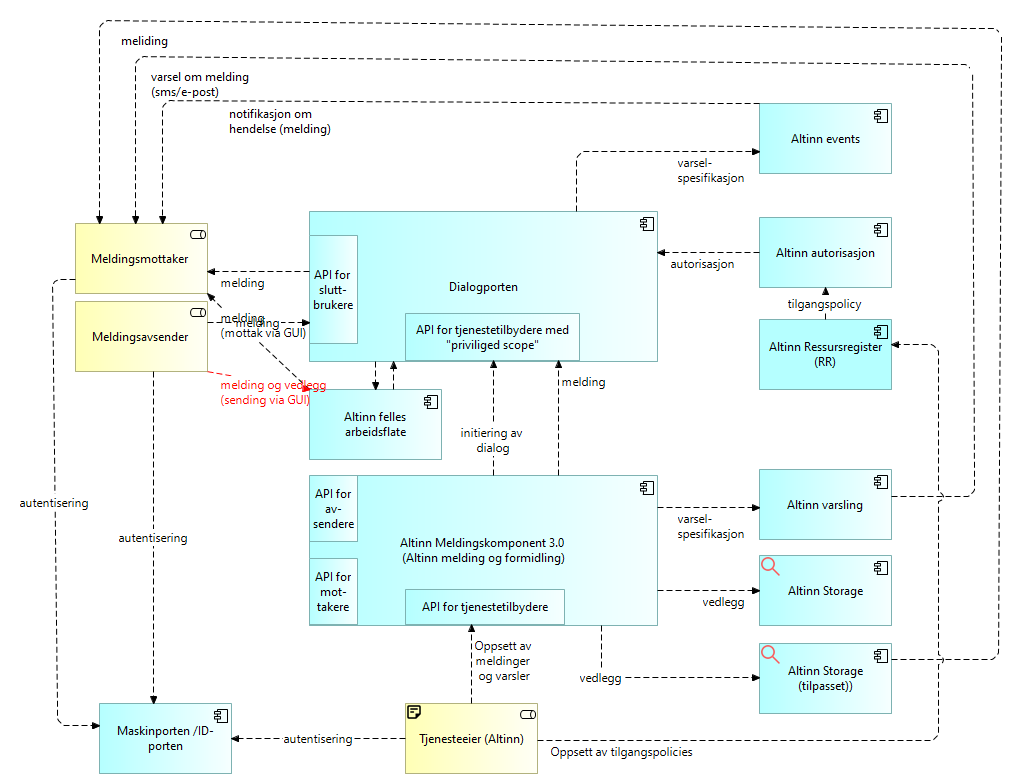 meliding
varsel om melding
(sms/e-post)
notifikasjon om
hendelse (melding)
Altinn events
varsel-
spesifikasjon
Meldingsmottaker
melding
API for
slutt-
brukere
Dialogporten
autorisasjon
Altinn autorisasjon
tilgangspolicy
Meldingsavsender
melding
melding
(mottak via GUI)
API for tjenestetilbydere med
"priviliged scope"
Altinn Ressursregister
(RR)
melding og vedlegg
(sending via GUI)
Altinn felles
arbeidsflate
melding
initiering av
dialog
autentisering
autentisering
API for
av-
sendere
Altinn Meldingskomponent 3.0
(Altinn melding og formidling)
API for
mot-
takere
API for tjenestetilbydere
varsel-
spesifikasjon
Altinn varsling
vedlegg
Altinn Storage
Oppsett av
meldinger
og varsler
vedlegg
Altinn Storage
(tilpasset))
Maskinporten /ID-
porten
autentisering
Tjenesteeier (Altinn)
Oppsett av tilgangspolicies